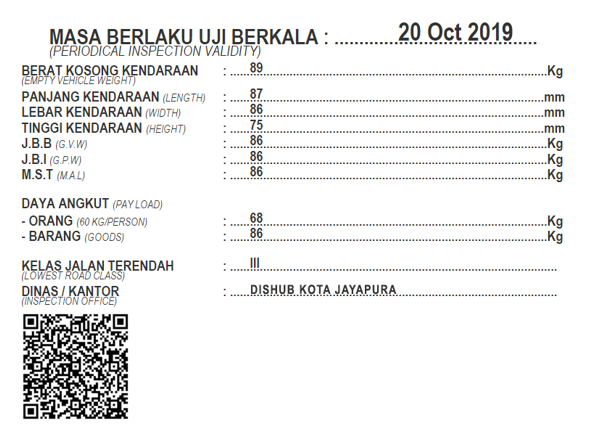 MASA BERLAKU UJI BERKALA : 20 Oct 2019
(PERIODICAL INSPECTION VALIDITY)
BERAT KOSONG KENDARAAN : 89 Kg
(EMPTY VEHICLE WEIGHT)
PANJANG KENDARAAN (LENGTH) : 87 mm
LEBAR KENDARAAN (WIDTH) : 86 mm
TINGGI KENDARAAN (HEIGHT) : 75 mm
J.B.B (G.V.W) : 86 Kg
J.B.I (G.P.W) : 86 Kg
M.S.T (M.A.L) : 86 Kg
DAYA ANGKUT (PAY LOAD)
- ORANG (60 KG/PERSON) : 68 Kg
- BARANG (GOODS) : 86 Kg
KELAS JALAN TERENDAH : III
(LOWEST ROAD CLASS)
DINAS / KANTOR : DISHUB KOTA JAYAPURA
(INSPECTION OFFICE)